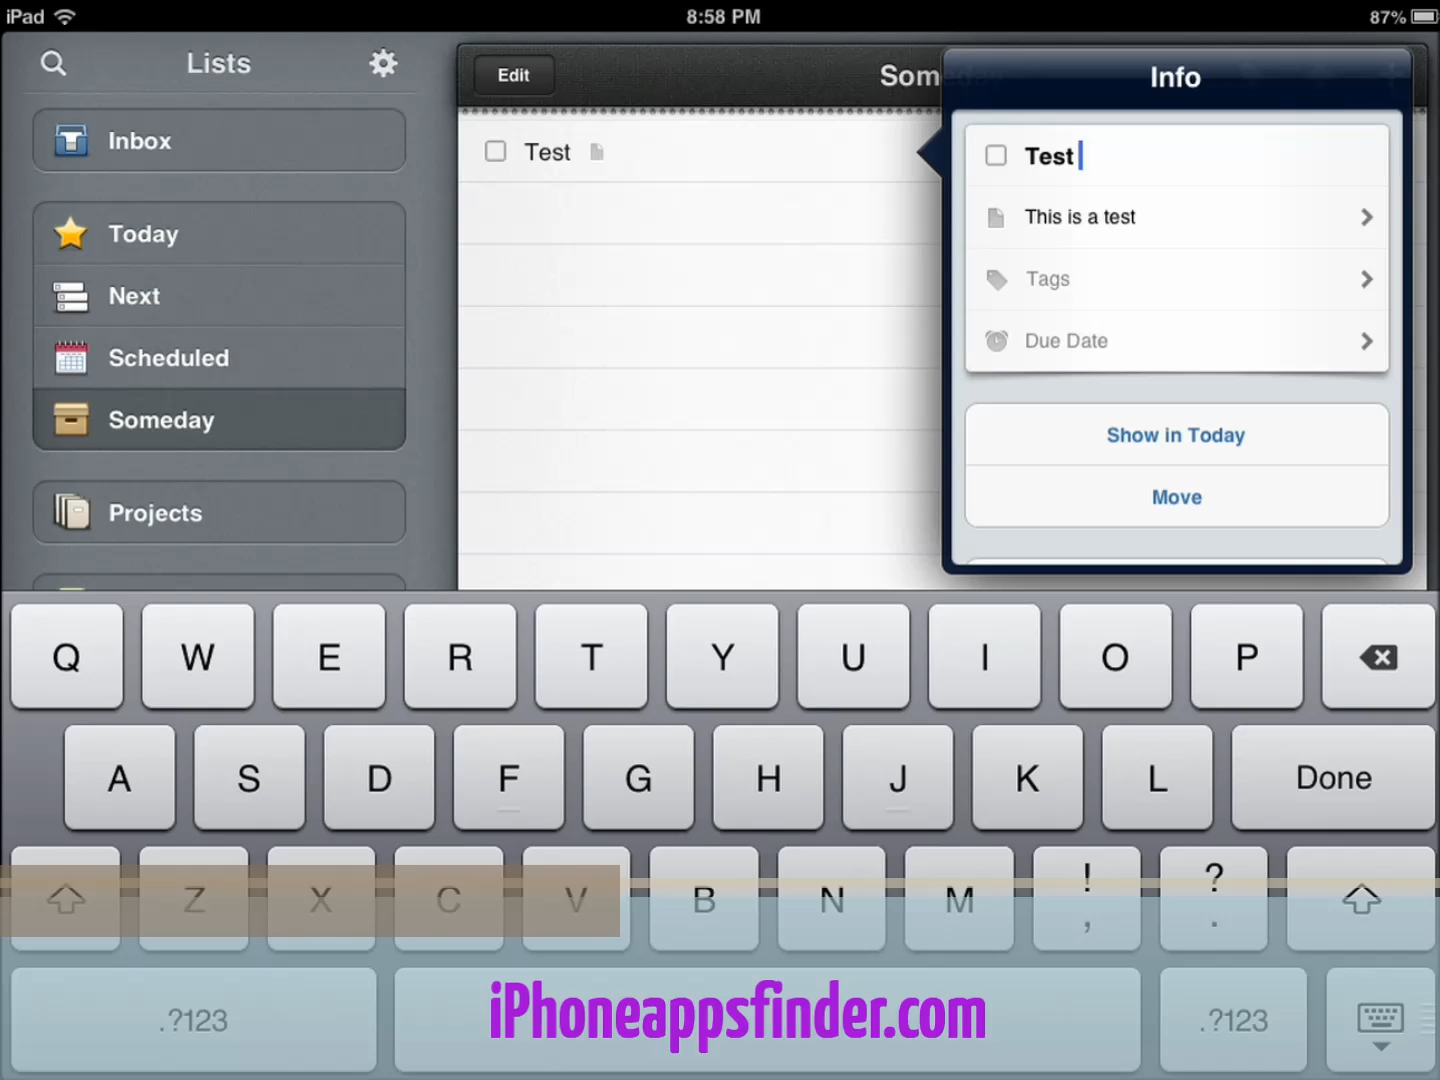 iPad 8:58 PM 87%
Lists
Edit
Info
Inbox
Test
Test
Today
This is a test
Next
Tags
Scheduled
Due Date
Someday
Show in Today
Move
Projects
Q W E R T Y U I O P
A S D F G H J K L Done
Z X C V B N M ! , ? .
.?123 .?123
iPhoneappsfinder.com